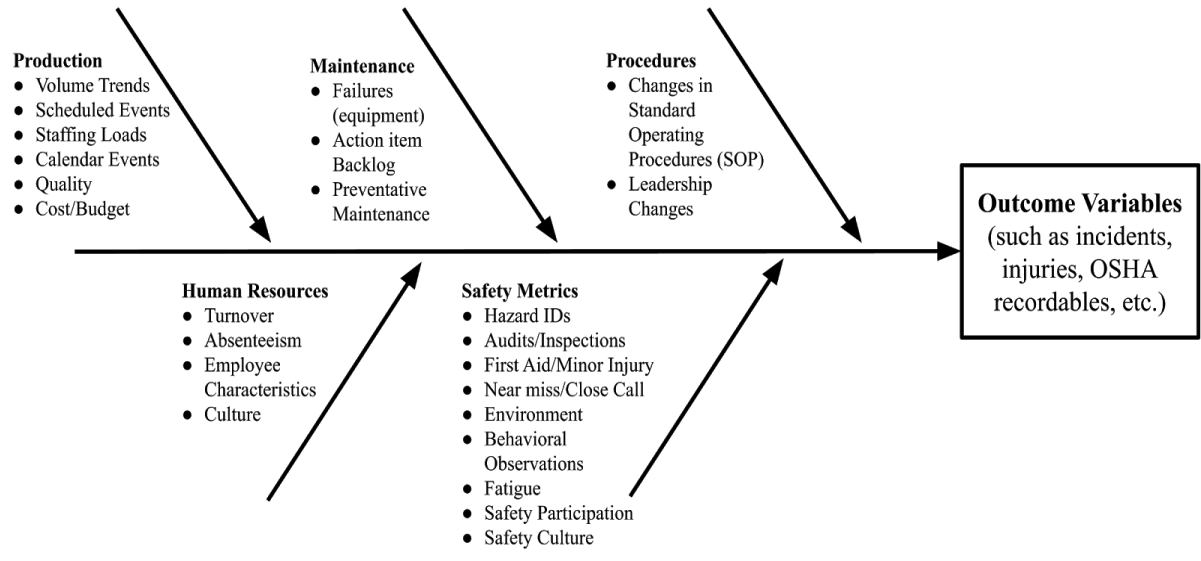 Production
● Volume Trends
● Scheduled Events
● Staffing Loads
● Calendar Events
● Quality
● Cost/Budget
Maintenance
● Failures
(equipment)
● Action item
Backlog
● Preventative
Maintenance
Procedures
● Changes in
Standard
Operating
Procedures (SOP)
● Leadership
Changes
Outcome Variables
(such as incidents,
injuries, OSHA
recordables, etc.)
Human Resources
● Turnover
● Absenteeism
● Employee
Characteristics
● Culture
Safety Metrics
● Hazard IDs
● Audits/Inspections
● First Aid/Minor Injury
● Near miss/Close Call
● Environment
● Behavioral
Observations
● Fatigue
● Safety Participation
● Safety Culture